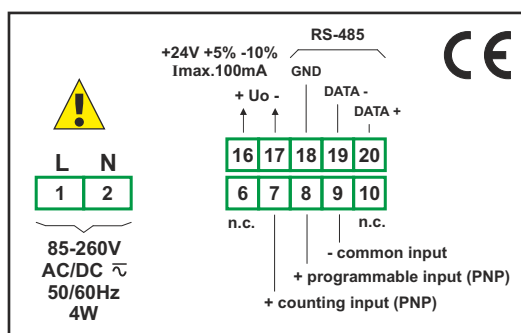 RS-485
+24V +5% -10%
Imax.100mA
GND
+ Uo -
DATA -
DATA +
L N
16 17 18 19 20
1 2
6 7 8 9 10
n.c. n.c.
85-260V
AC/DC
50/60Hz
4W
- common input
+ programmable input (PNP)
+ counting input (PNP)
CE